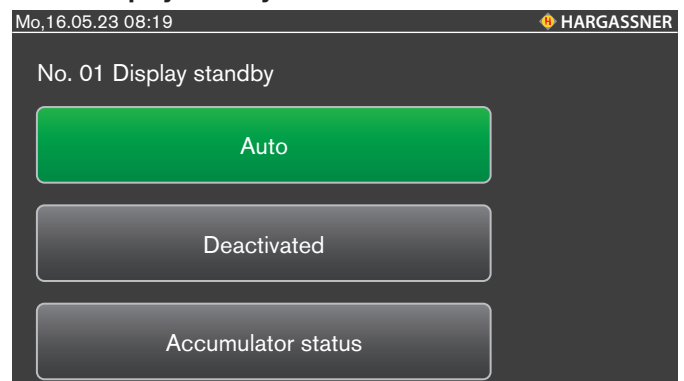 Mo,16.05.23 08:19 HARGASSNER
No. 01 Display standby
Auto
Deactivated
Accumulator status